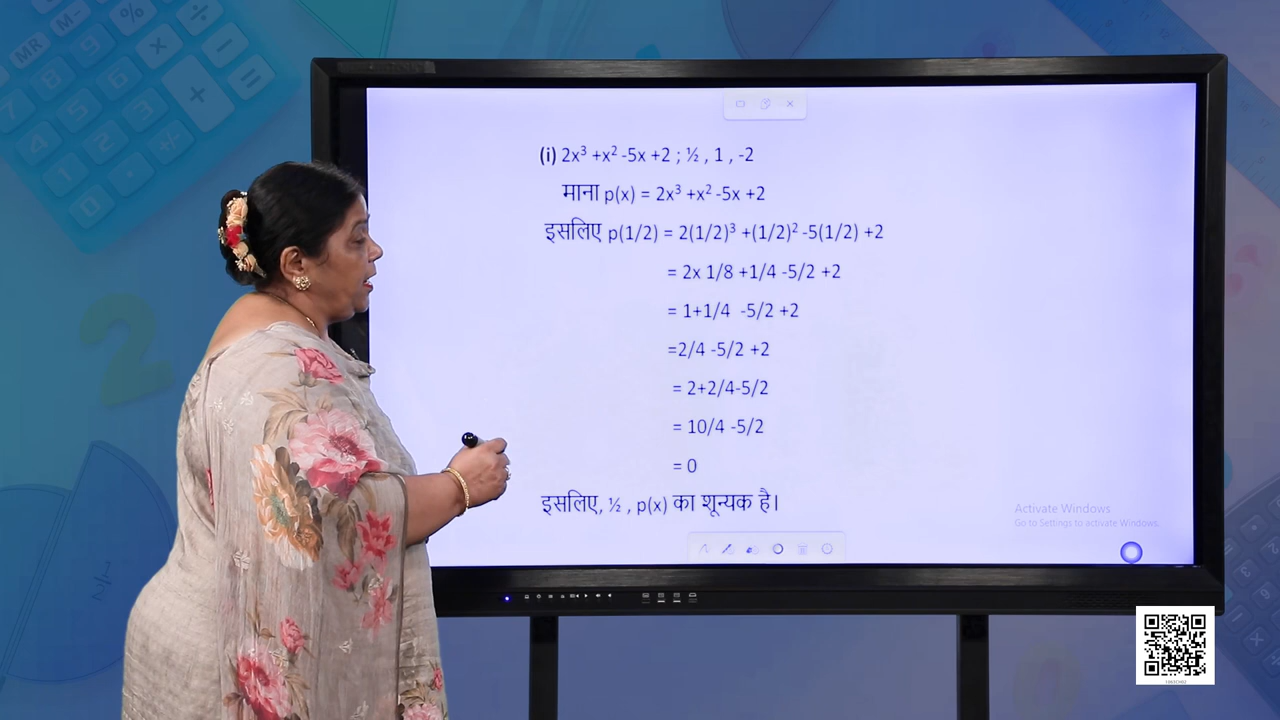 (i) 2x³ +x² -5x +2 ; ½ , 1 , -2
माना p(x) = 2x³ +x² -5x +2
इसलिए p(1/2) = 2(1/2)³ +(1/2)² -5(1/2) +2
= 2x 1/8 +1/4 -5/2 +2
= 1+1/4 -5/2 +2
=2/4 -5/2 +2
= 2+2/4-5/2
= 10/4 -5/2
= 0
इसलिए, ½ , p(x) का शून्यक है।
Activate Windows
Go to Settings to activate Windows.